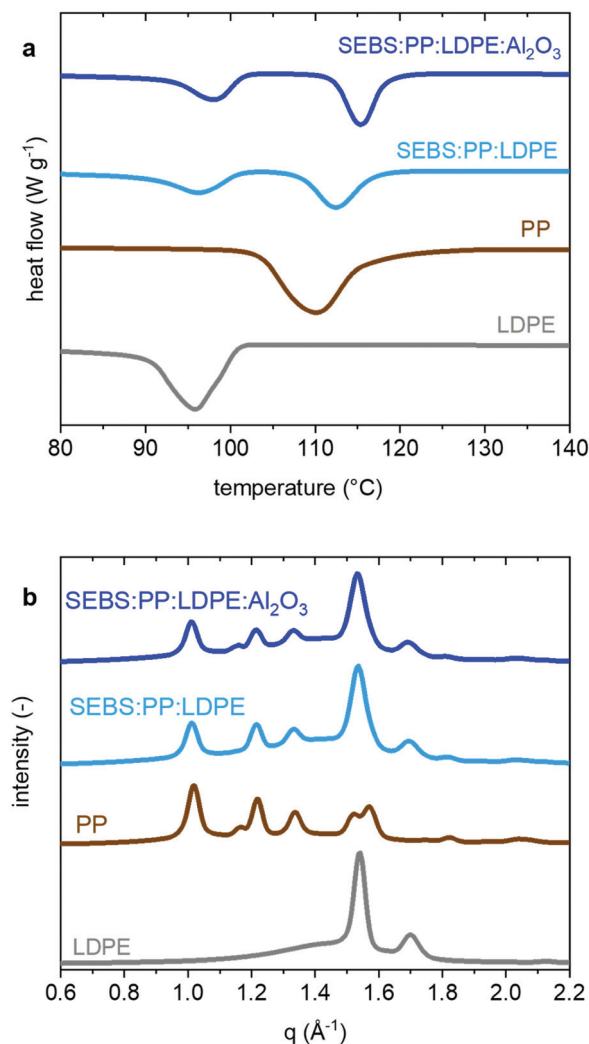 a
SEBS:PP:LDPE:Al₂O₃
SEBS:PP:LDPE
PP
LDPE
heat flow (W g⁻¹)
80 90 100 110 120 130 140
temperature (°C)
b
SEBS:PP:LDPE:Al₂O₃
SEBS:PP:LDPE
PP
LDPE
intensity (-)
0.6 0.8 1.0 1.2 1.4 1.6 1.8 2.0 2.2
q (Å⁻¹)